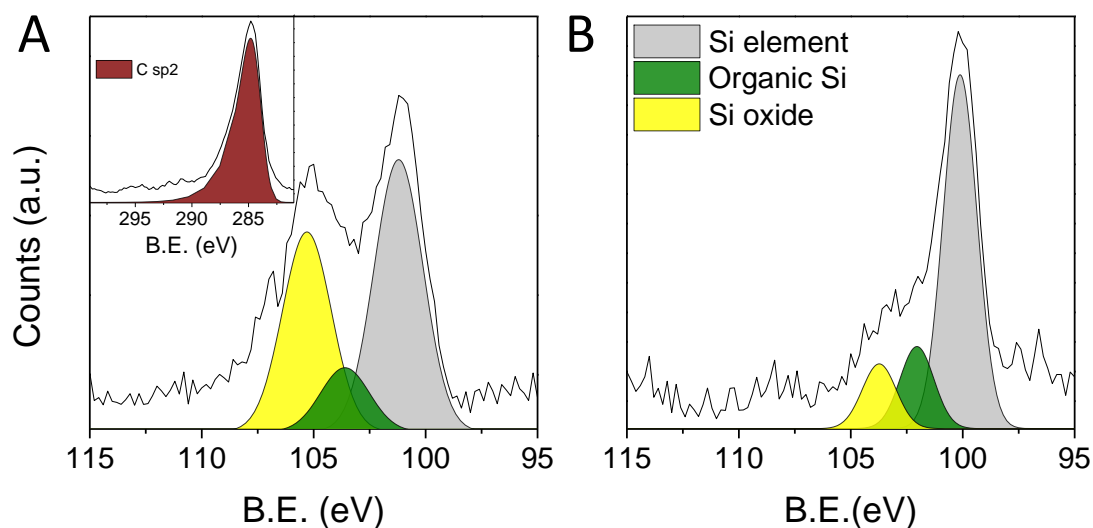 A
C sp2
295 290 285
B.E. (eV)
Counts (a.u.)
115 110 105 100 95
B.E. (eV)
B
Si element
Organic Si
Si oxide
115 110 105 100 95
B.E.(eV)